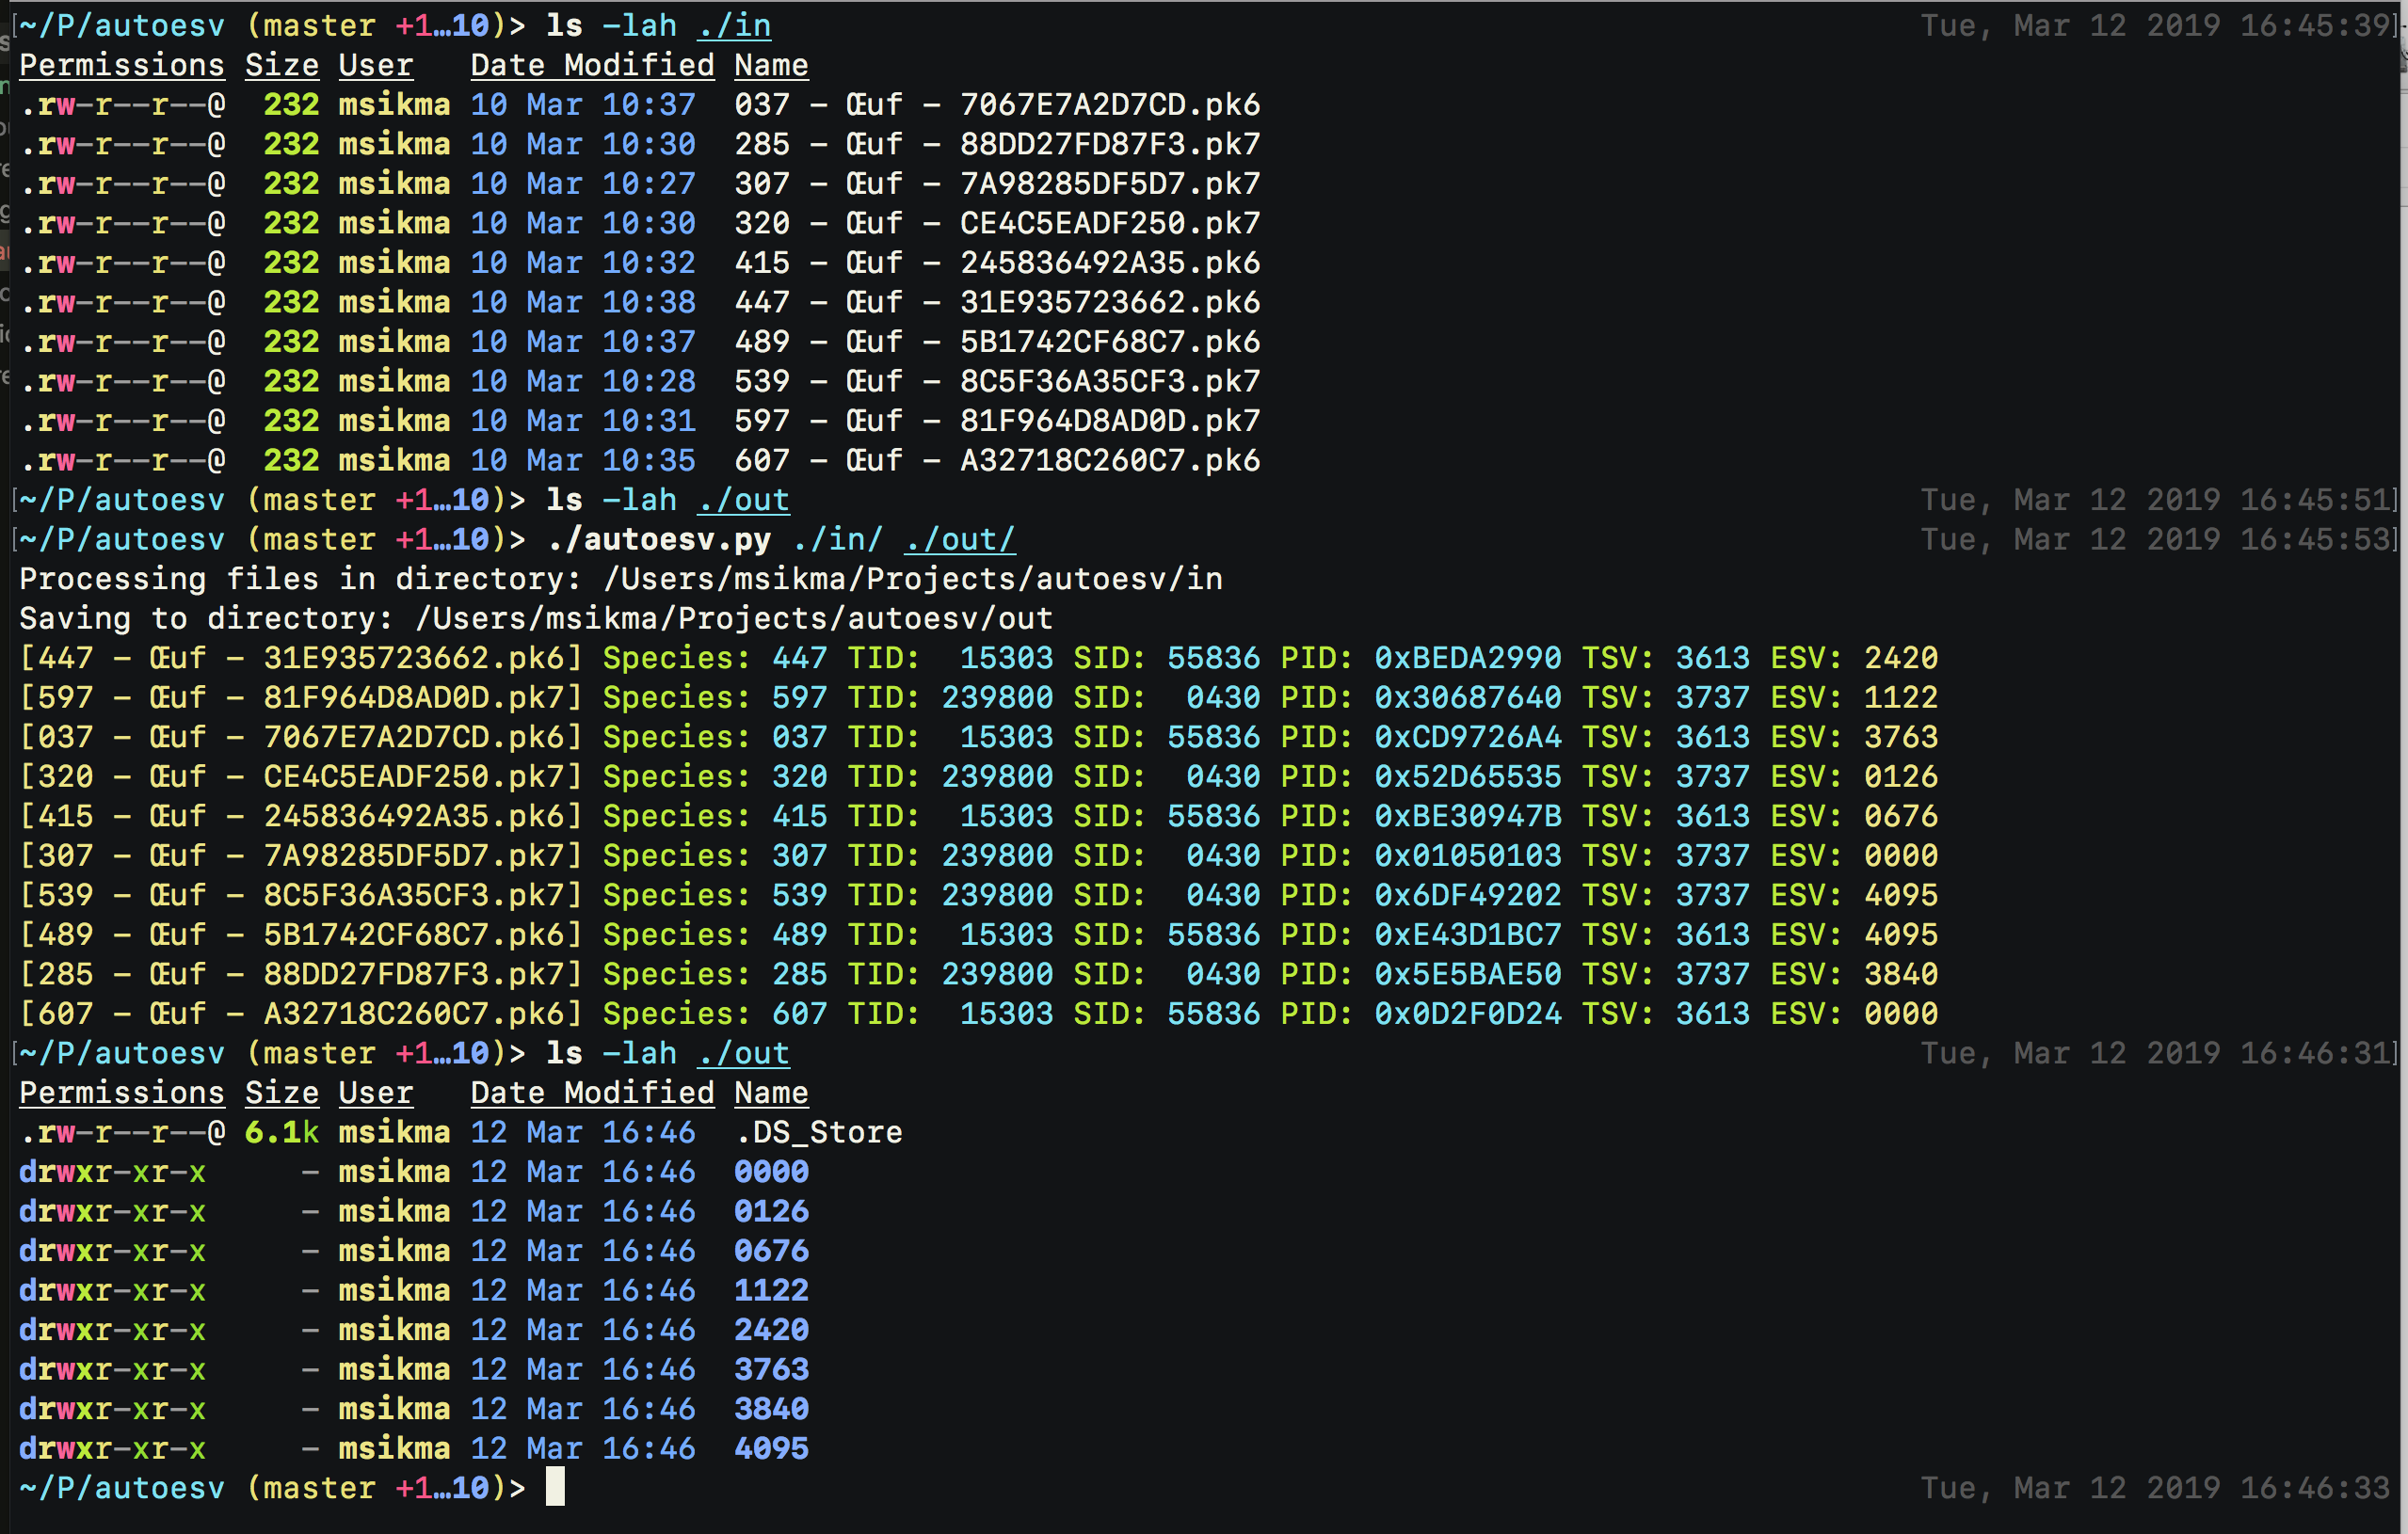 ~/P/autoesv (master +1…10)> ls -lah ./in Tue, Mar 12 2019 16:45:39
Permissions Size User Date Modified Name
.rw-r--r--@ 232 msikma 10 Mar 10:37 037 - Œuf - 7067E7A2D7CD.pk6
.rw-r--r--@ 232 msikma 10 Mar 10:30 285 - Œuf - 88DD27FD87F3.pk7
.rw-r--r--@ 232 msikma 10 Mar 10:27 307 - Œuf - 7A98285DF5D7.pk7
.rw-r--r--@ 232 msikma 10 Mar 10:30 320 - Œuf - CE4C5EADF250.pk7
.rw-r--r--@ 232 msikma 10 Mar 10:32 415 - Œuf - 245836492A35.pk6
.rw-r--r--@ 232 msikma 10 Mar 10:38 447 - Œuf - 31E935723662.pk6
.rw-r--r--@ 232 msikma 10 Mar 10:37 489 - Œuf - 5B1742CF68C7.pk6
.rw-r--r--@ 232 msikma 10 Mar 10:28 539 - Œuf - 8C5F36A35CF3.pk7
.rw-r--r--@ 232 msikma 10 Mar 10:31 597 - Œuf - 81F964D8AD0D.pk7
.rw-r--r--@ 232 msikma 10 Mar 10:35 607 - Œuf - A32718C260C7.pk6
~/P/autoesv (master +1…10)> ls -lah ./out Tue, Mar 12 2019 16:45:51
~/P/autoesv (master +1…10)> ./autoesv.py ./in/ ./out/ Tue, Mar 12 2019 16:45:53
Processing files in directory: /Users/msikma/Projects/autoesv/in
Saving to directory: /Users/msikma/Projects/autoesv/out
[447 - Œuf - 31E935723662.pk6] Species: 447 TID: 15303 SID: 55836 PID: 0xBEDA2990 TSV: 3613 ESV: 2420
[597 - Œuf - 81F964D8AD0D.pk7] Species: 597 TID: 239800 SID: 0430 PID: 0x30687640 TSV: 3737 ESV: 1122
[037 - Œuf - 7067E7A2D7CD.pk6] Species: 037 TID: 15303 SID: 55836 PID: 0xCD9726A4 TSV: 3613 ESV: 3763
[320 - Œuf - CE4C5EADF250.pk7] Species: 320 TID: 239800 SID: 0430 PID: 0x52D65535 TSV: 3737 ESV: 0126
[415 - Œuf - 245836492A35.pk6] Species: 415 TID: 15303 SID: 55836 PID: 0xBE30947B TSV: 3613 ESV: 0676
[307 - Œuf - 7A98285DF5D7.pk7] Species: 307 TID: 239800 SID: 0430 PID: 0x01050103 TSV: 3737 ESV: 0000
[539 - Œuf - 8C5F36A35CF3.pk7] Species: 539 TID: 239800 SID: 0430 PID: 0x6DF49202 TSV: 3737 ESV: 4095
[489 - Œuf - 5B1742CF68C7.pk6] Species: 489 TID: 15303 SID: 55836 PID: 0xE43D1BC7 TSV: 3613 ESV: 4095
[285 - Œuf - 88DD27FD87F3.pk7] Species: 285 TID: 239800 SID: 0430 PID: 0x5E5BAE50 TSV: 3737 ESV: 3840
[607 - Œuf - A32718C260C7.pk6] Species: 607 TID: 15303 SID: 55836 PID: 0x0D2F0D24 TSV: 3613 ESV: 0000
~/P/autoesv (master +1…10)> ls -lah ./out Tue, Mar 12 2019 16:46:31
Permissions Size User Date Modified Name
.rw-r--r--@ 6.1k msikma 12 Mar 16:46 .DS_Store
drwxr-xr-x - msikma 12 Mar 16:46 0000
drwxr-xr-x - msikma 12 Mar 16:46 0126
drwxr-xr-x - msikma 12 Mar 16:46 0676
drwxr-xr-x - msikma 12 Mar 16:46 1122
drwxr-xr-x - msikma 12 Mar 16:46 2420
drwxr-xr-x - msikma 12 Mar 16:46 3763
drwxr-xr-x - msikma 12 Mar 16:46 3840
drwxr-xr-x - msikma 12 Mar 16:46 4095
~/P/autoesv (master +1…10)> Tue, Mar 12 2019 16:46:33